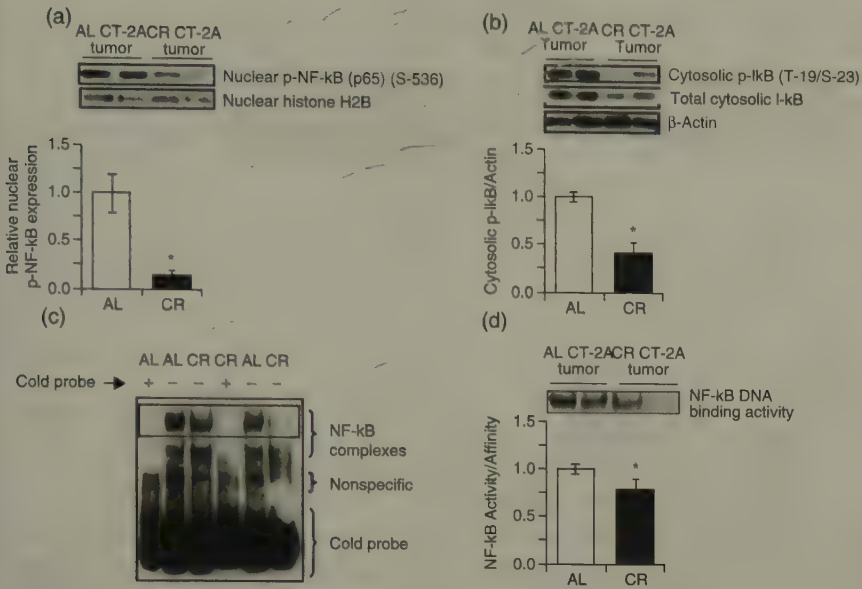 (a)
AL CT-2A CR CT-2A
tumor tumor
Nuclear p-NF-kB (p65) (S-536)
Nuclear histone H2B
Relative nuclear
p-NF-kB expression
1.5
1.0
0.5
0.0
*
AL CR
(b)
AL CT-2A CR CT-2A
Tumor Tumor
Cytosolic p-IkB (T-19/S-23)
Total cytosolic I-kB
β-Actin
Cytosolic p-IkB/Actin
1.5
1.0
0.5
0.0
*
AL CR
(c)
AL AL CR CR AL CR
Cold probe → + − − + − −
NF-kB
complexes
Nonspecific
Cold probe
(d)
AL CT-2A CR CT-2A
tumor tumor
NF-kB DNA
binding activity
NF-kB Activity/Affinity
1.5
1.0
0.5
0.0
*
AL CR